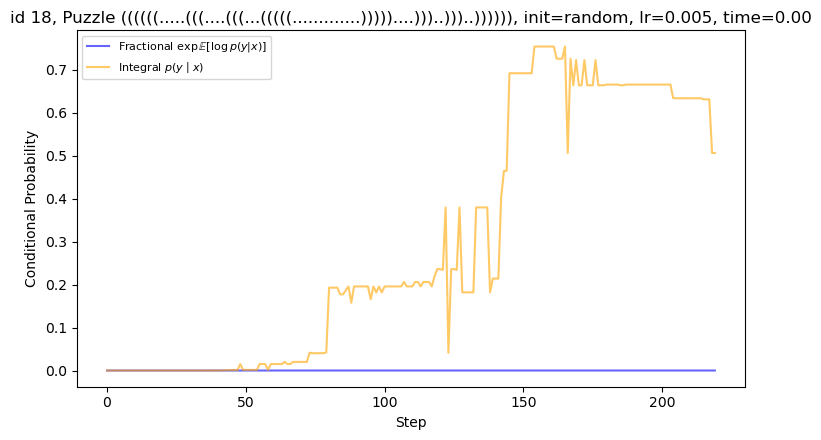 id 18, Puzzle ((((((.....(((....(((...(((((.............)))))....)))..)))..)))))), init=random, lr=0.005, time=0.00
Fractional exp𝔼[log p(y|x)]
Integral p(y | x)
Conditional Probability
0.7
0.6
0.5
0.4
0.3
0.2
0.1
0.0
0 50 100 150 200
Step